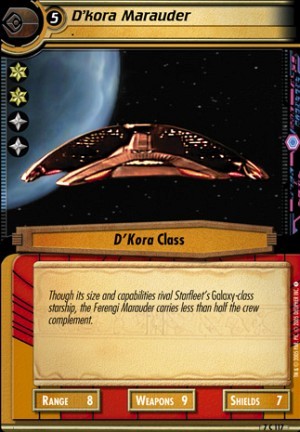 5 D'kora Marauder
D'Kora Class
Though its size and capabilities rival Starfleet's Galaxy-class
starship, the Ferengi Marauder carries less than half the crew
complement.
RANGE 8 WEAPONS 9 SHIELDS 7